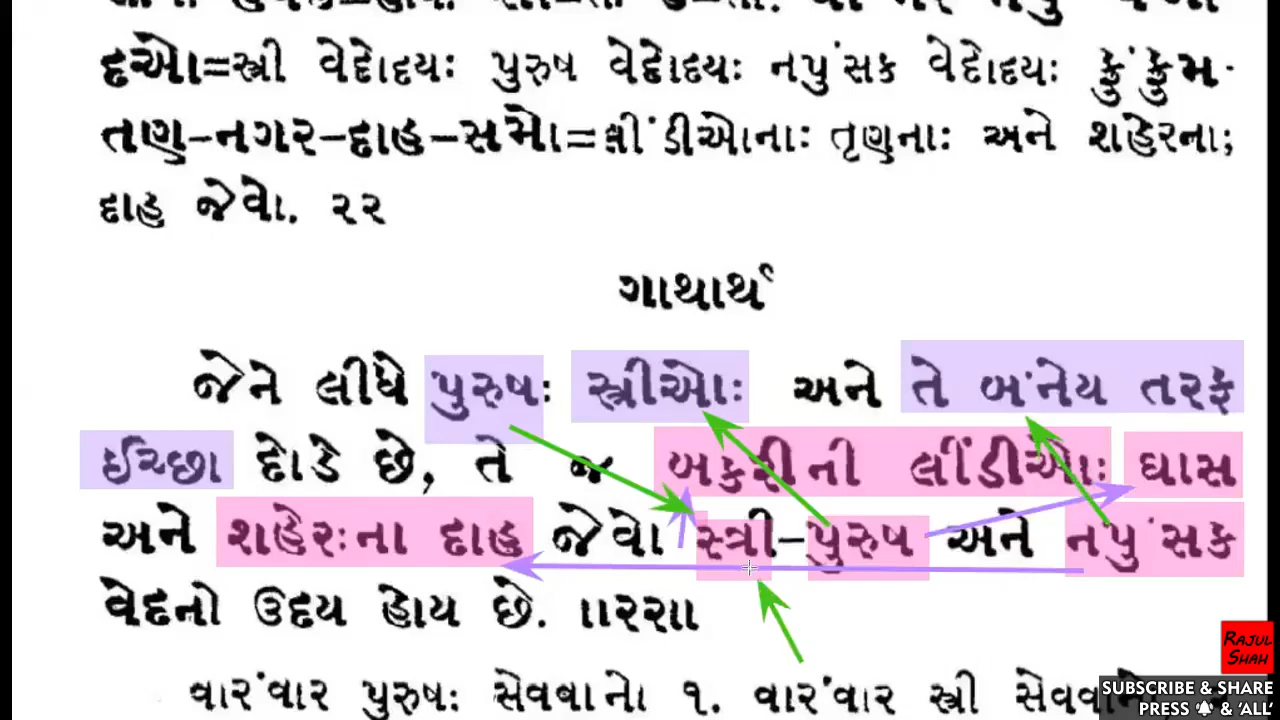 દઓ=સ્ત્રી વેદોદયઃ પુરુષ વેદોદયઃ નપુંસક વેદોદયઃ ફુંફુમ-
તણ-નગર-દાહ-સમો=લીંડીઓનાઃ તૃણનાઃ અને શહેરના;
દાહ જેવો. ૨૨
ગાથાર્થ
જેને લીધે પુરુષઃ સ્ત્રીઓઃ અને તે બંનેય તરફ
ઈચ્છા દોડે છે, તે જ બકરીની લીંડીઓઃ ઘાસ
અને શહેરઃના દાહ જેવો સ્ત્રી-પુરુષ અને નપુંસક
વેદનો ઉદય હોય છે. ॥૨૨॥
વારંવાર પુરુષઃ સેવવાનો ૧. વારંવાર સ્ત્રી સેવવાને
RAJUL
SHAH
SUBSCRIBE & SHARE
PRESS & 'ALL'